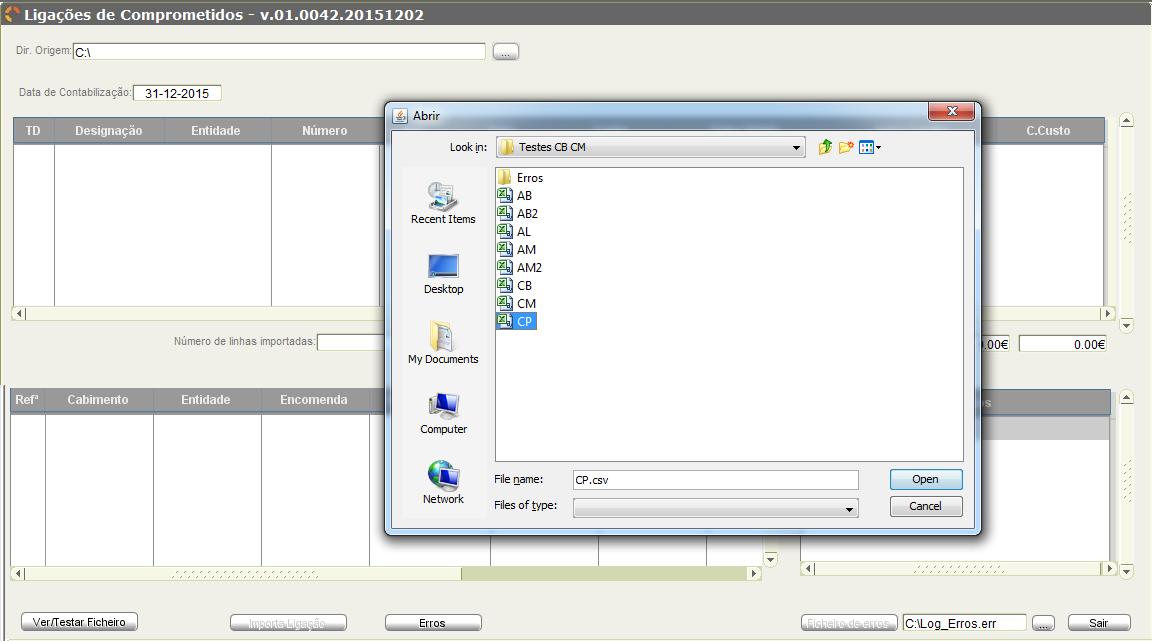 Ligações de Comprometidos - v.01.0042.20151202
Dir. Origem: C:\ ...
Data de Contabilização: 31-12-2015
TD Designação Entidade Número C.Custo
Abrir
Look in: Testes CB CM
Erros
AB
AB2
AL
AM
AM2
CB
CM
CP
Recent Items
Desktop
My Documents
Computer
Network
File name: CP.csv Open
Files of type: Cancel
Número de linhas importadas: .00€ 0.00€
Refª Cabimento Entidade Encomenda
Ver/Testar Ficheiro Importa Ligação Erros Ficheiro de erros C:\Log_Erros.err ... Sair